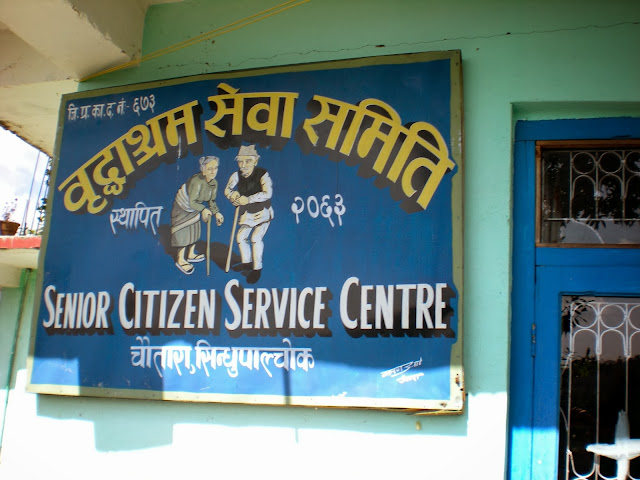 जि.प्र.का.द.नं:- ६७३
वृद्धाश्रम सेवा समिति
स्थापित २०६३
SENIOR CITIZEN SERVICE CENTRE
चौतारा, सिन्धुपाल्चोक